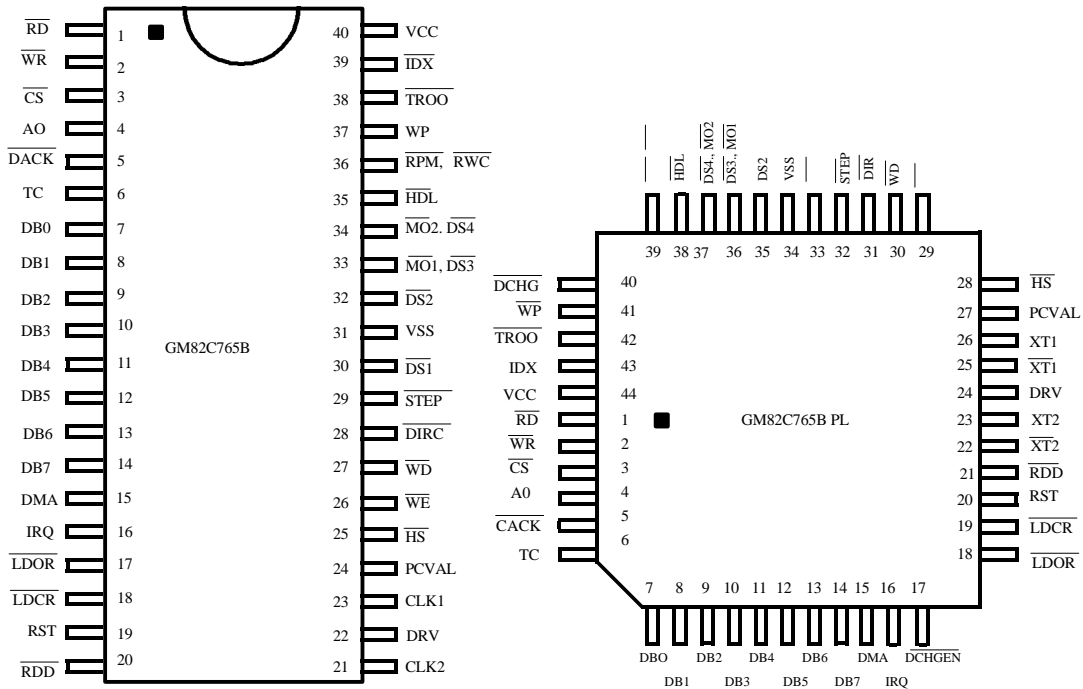 RD 1 40 VCC
WR 2 39 IDX
CS 3 38 TROO
AO 4 37 WP
DACK 5 36 RPM, RWC
TC 6 35 HDL
DB0 7 34 MO2. DS4
DB1 8 33 MO1, DS3
DB2 9 32 DS2
DB3 10 31 VSS
GM82C765B
DB4 11 30 DS1
DB5 12 29 STEP
DB6 13 28 DIRC
DB7 14 27 WD
DMA 15 26 WE
IRQ 16 25 HS
LDOR 17 24 PCVAL
LDCR 18 23 CLK1
RST 19 22 DRV
RDD 20 21 CLK2
HDL DS4., MO2 DS3., MO1 DS2 VSS STEP DIR WD
39 38 37 36 35 34 33 32 31 30 29
DCHG 40 28 HS
WP 41 27 PCVAL
TROO 42 26 XT1
IDX 43 25 XT1
VCC 44 24 DRV
RD 1 GM82C765B PL 23 XT2
WR 2 22 XT2
CS 3 21 RDD
A0 4 20 RST
CACK 5 19 LDCR
TC 6 18 LDOR
7 8 9 10 11 12 13 14 15 16 17
DBO DB2 DB4 DB6 DMA DCHGEN
DB1 DB3 DB5 DB7 IRQ